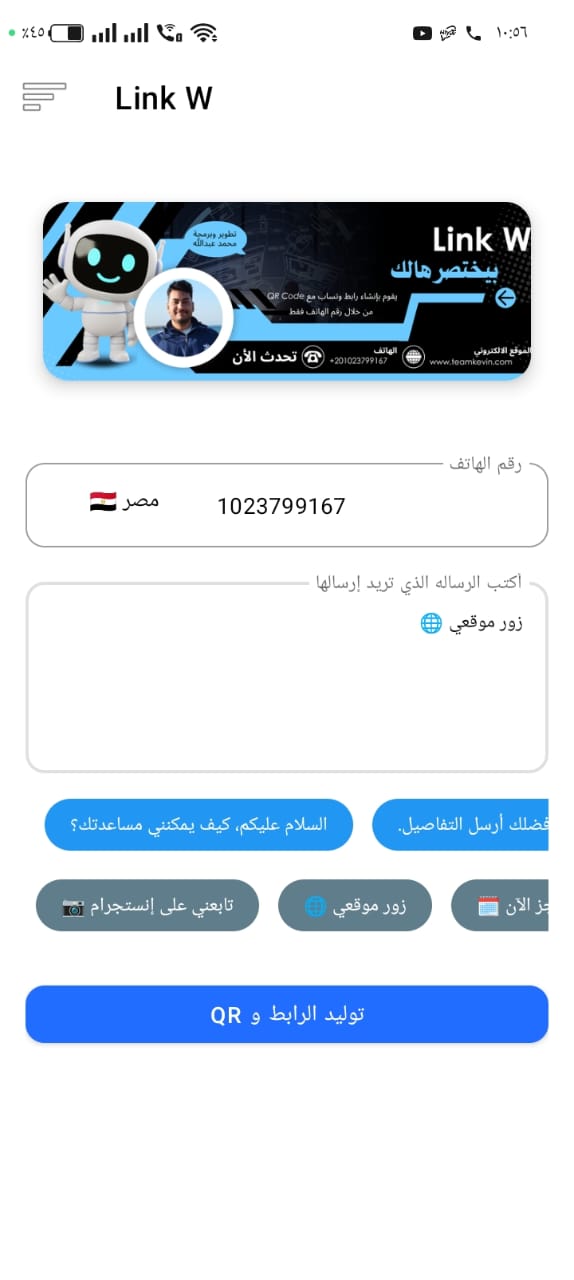 ٪٤٥
١٠:٥٦
Link W
تطوير وبرمجة
محمد عبدالله
Link W
بيختصر هالك
يقوم بإنشاء رابط وتساب مع QR Code
من خلال رقم الهاتف فقط
تحدث الأن
الهاتف
+201023799167
الموقع الالكتروني
www.teamkevin.com
رقم الهاتف
مصر 🇪🇬
1023799167
أكتب الرساله الذي تريد إرسالها
زور موقعي 🌐
السلام عليكم، كيف يمكنني مساعدتك؟
فضلك أرسل التفاصيل.
تابعني على إنستجرام 📷
زور موقعي 🌐
جز الآن 🗓️
توليد الرابط و QR